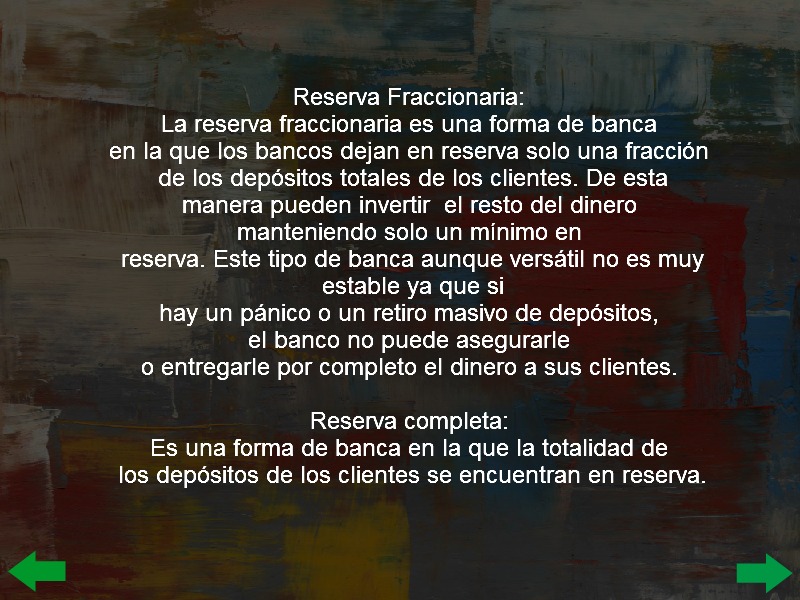 Reserva Fraccionaria:
La reserva fraccionaria es una forma de banca
en la que los bancos dejan en reserva solo una fracción
de los depósitos totales de los clientes. De esta
manera pueden invertir  el resto del dinero
manteniendo solo un mínimo en
reserva. Este tipo de banca aunque versátil no es muy
estable ya que si
hay un pánico o un retiro masivo de depósitos,
el banco no puede asegurarle
o entregarle por completo el dinero a sus clientes.

Reserva completa:
Es una forma de banca en la que la totalidad de
los depósitos de los clientes se encuentran en reserva.